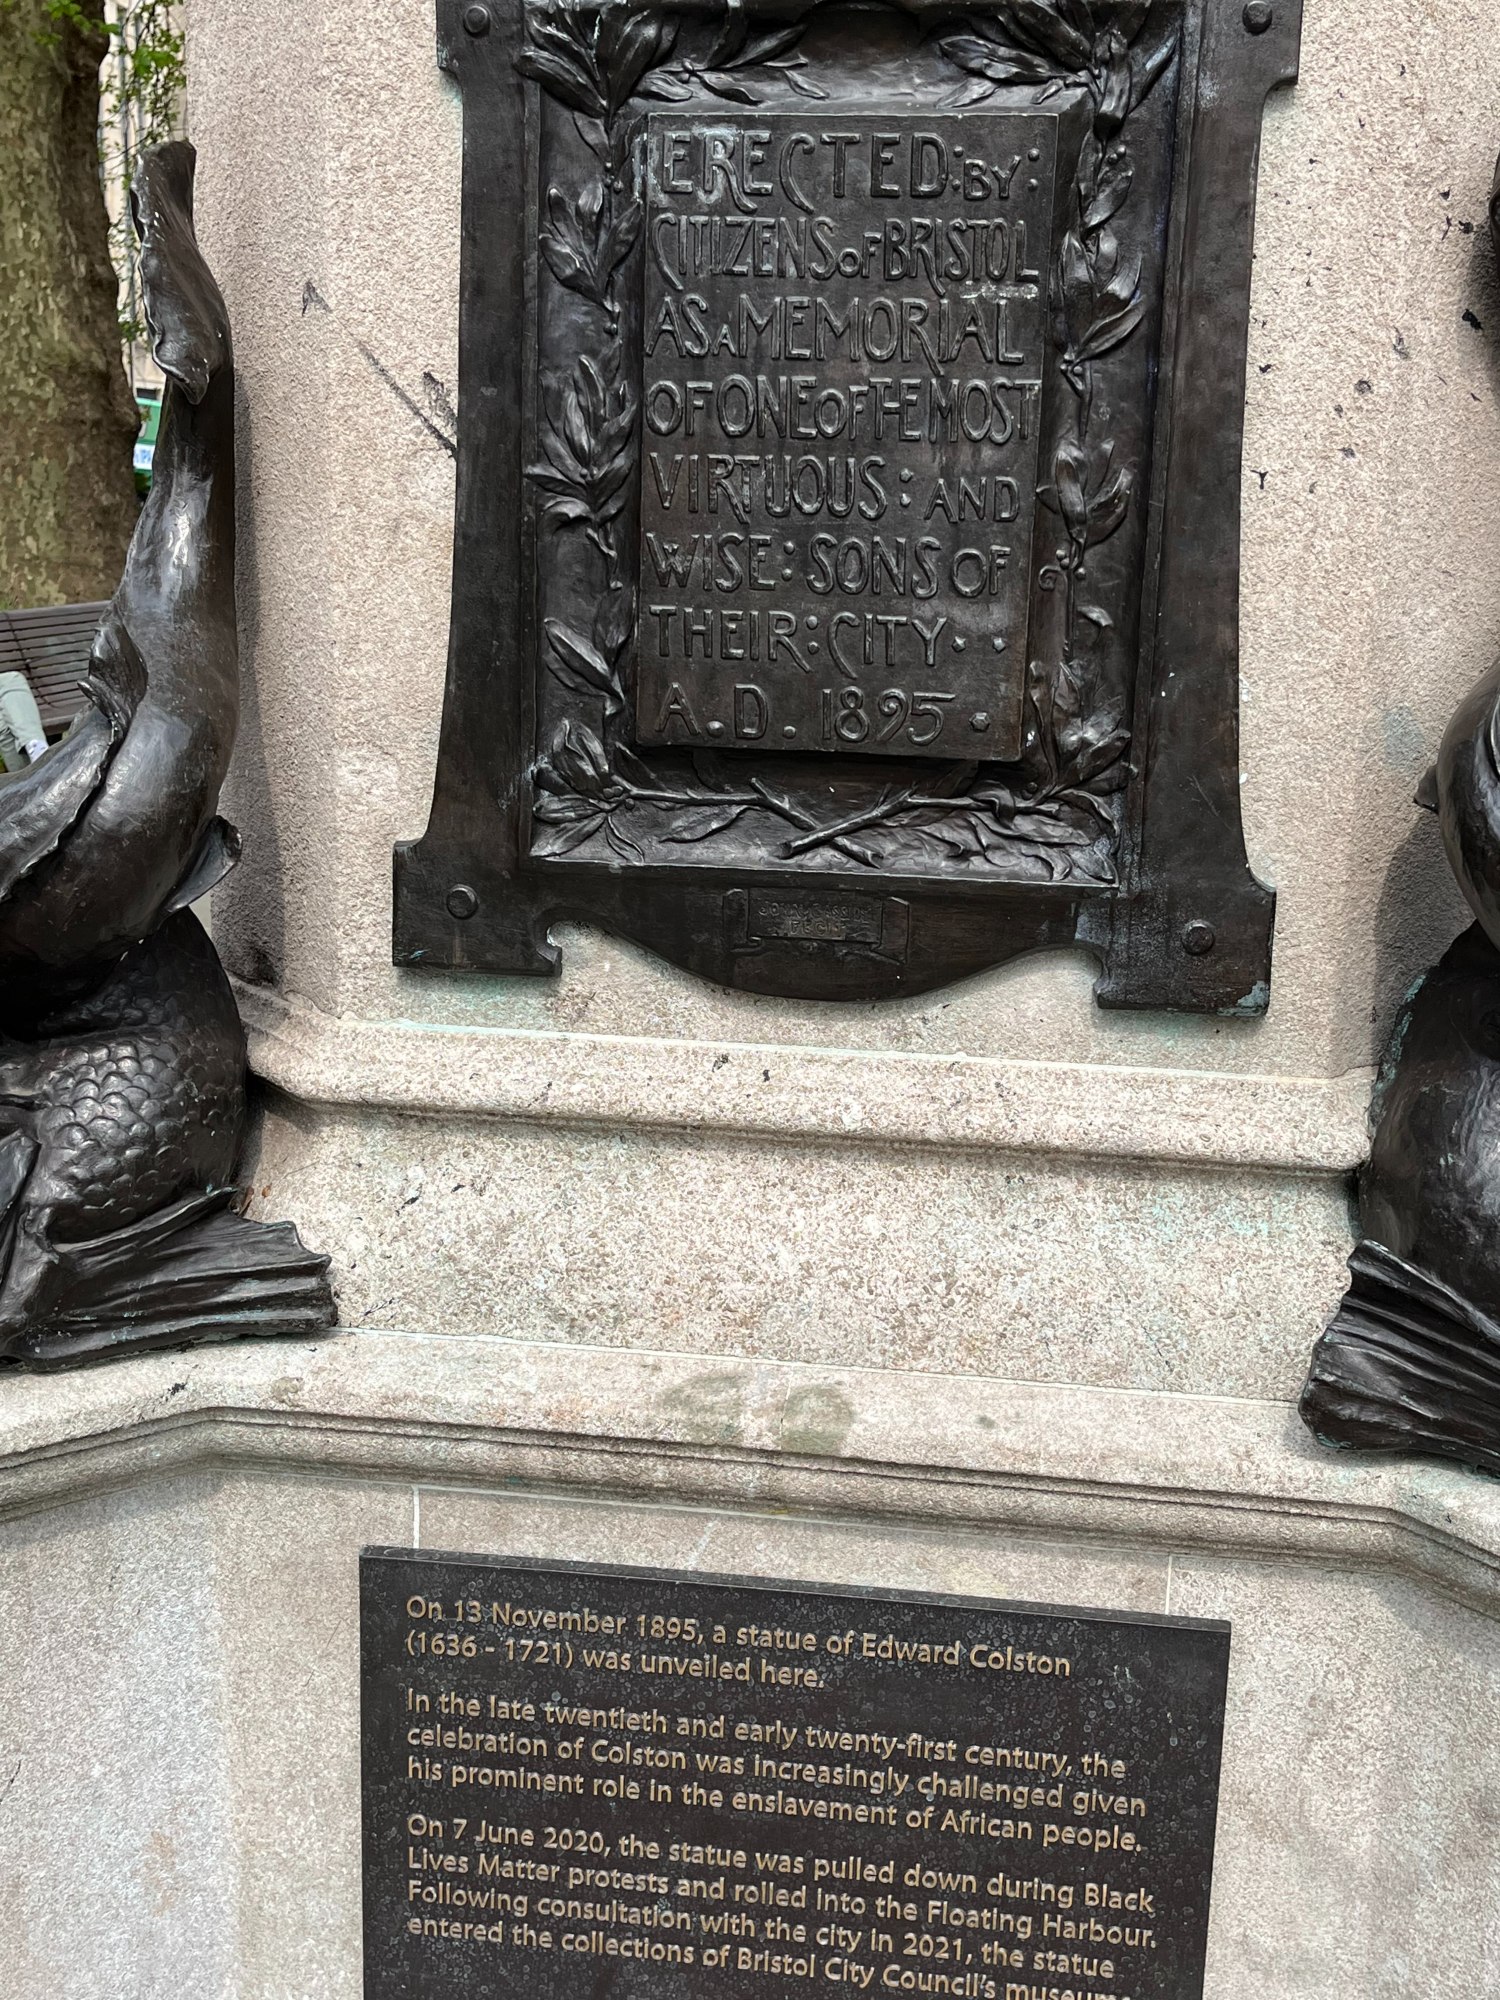 ERECTED: BY:
CITIZENS OF BRISTOL
AS A MEMORIAL
OF ONE OF THE MOST
VIRTUOUS: AND
WISE: SONS OF
THEIR: CITY..
A.D. 1895.
JOHN CASSIDY
FECIT
On 13 November 1895, a statue of Edward Colston
(1636 - 1721) was unveiled here.
In the late twentieth and early twenty-first century, the
celebration of Colston was increasingly challenged given
his prominent role in the enslavement of African people.
On 7 June 2020, the statue was pulled down during Black
Lives Matter protests and rolled into the Floating Harbour.
Following consultation with the city in 2021, the statue
entered the collections of Bristol City Council's museums